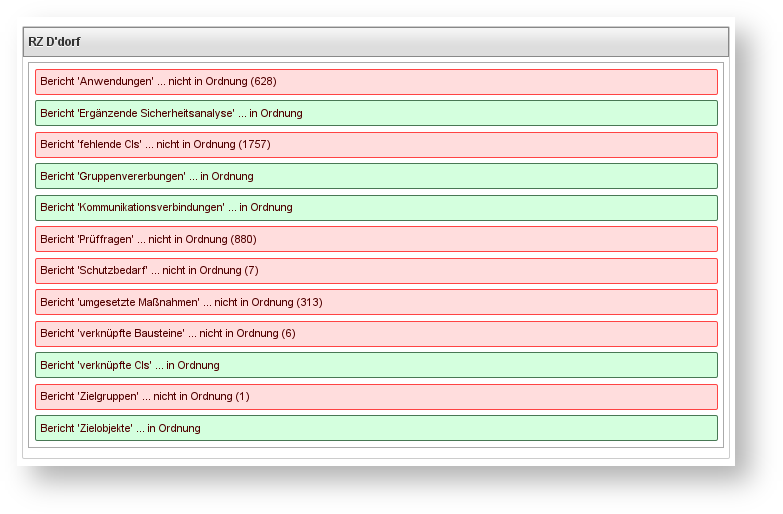 RZ D'dorf
Bericht 'Anwendungen' ... nicht in Ordnung (628)
Bericht 'Ergänzende Sicherheitsanalyse' ... in Ordnung
Bericht 'fehlende CIs' ... nicht in Ordnung (1757)
Bericht 'Gruppenvererbungen' ... in Ordnung
Bericht 'Kommunikationsverbindungen' ... in Ordnung
Bericht 'Prüffragen' ... nicht in Ordnung (880)
Bericht 'Schutzbedarf' ... nicht in Ordnung (7)
Bericht 'umgesetzte Maßnahmen' ... nicht in Ordnung (313)
Bericht 'verknüpfte Bausteine' ... nicht in Ordnung (6)
Bericht 'verknüpfte CIs' ... in Ordnung
Bericht 'Zielgruppen' ... nicht in Ordnung (1)
Bericht 'Zielobjekte' ... in Ordnung